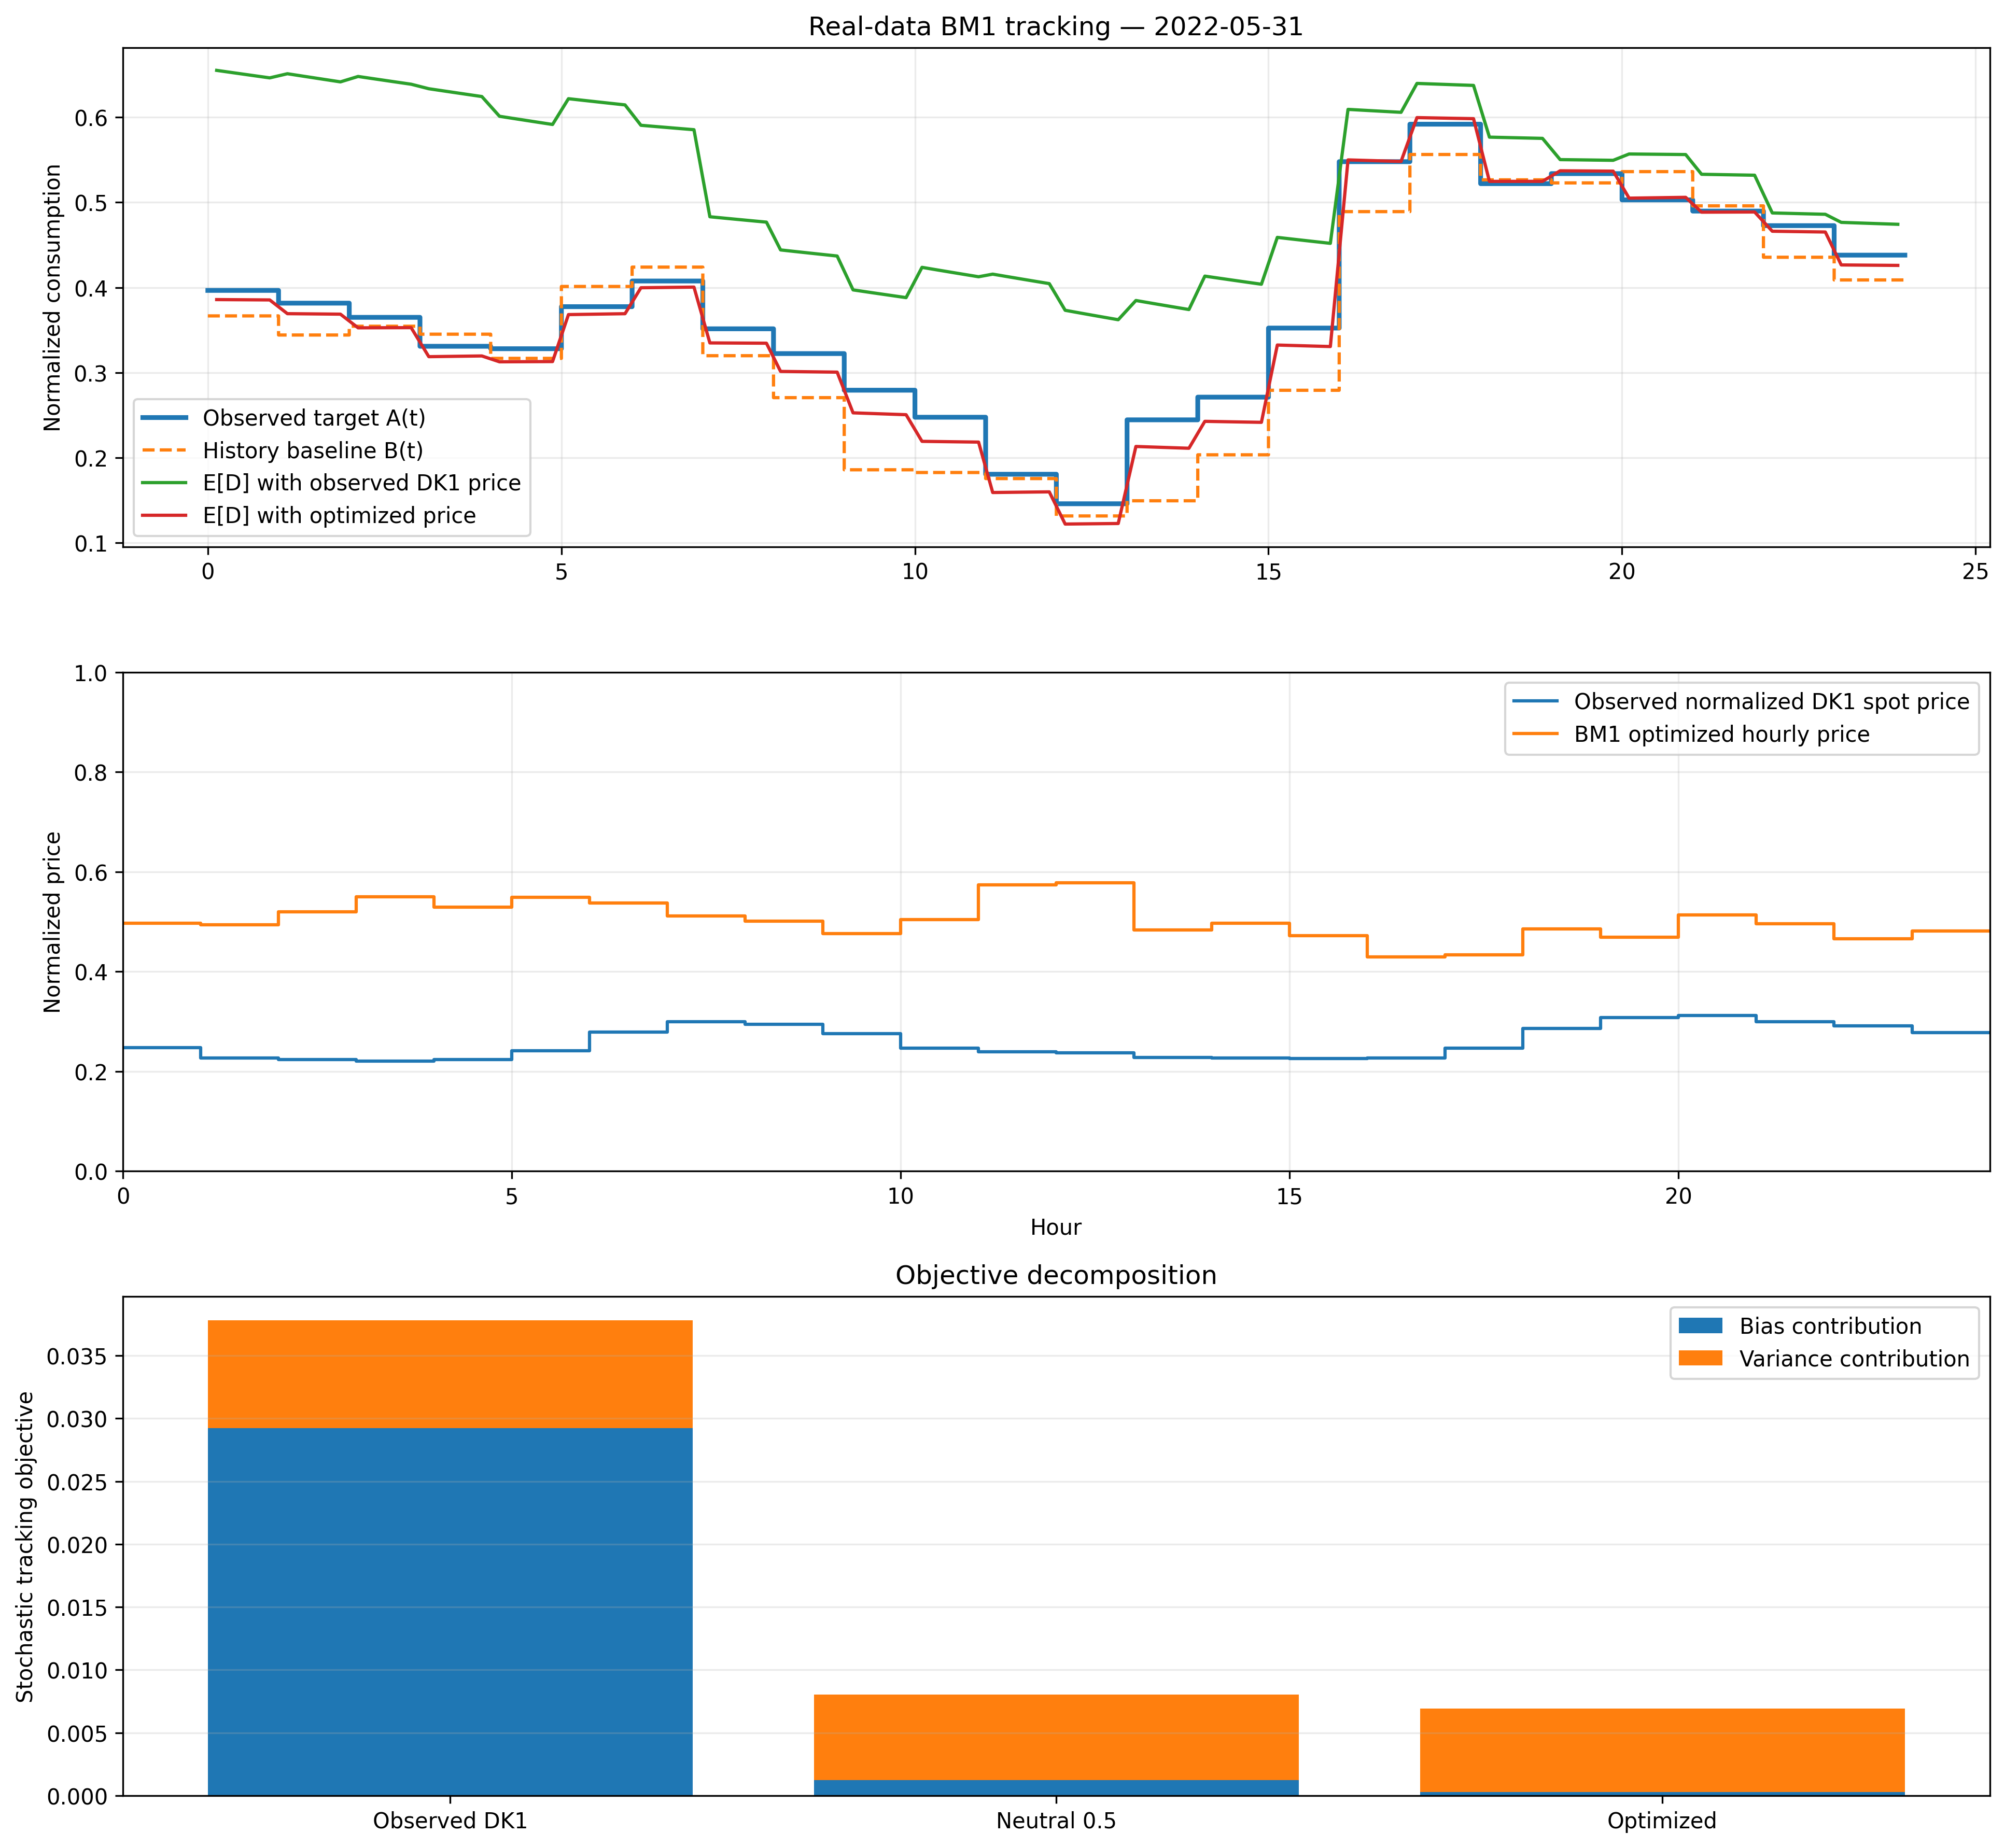 Real-data BM1 tracking — 2022-05-31
Normalized consumption
0.6
0.5
0.4
0.3
0.2
0.1
Observed target A(t)
History baseline B(t)
E[D] with observed DK1 price
E[D] with optimized price
0 5 10 15 20 25
Normalized price
1.0
0.8
0.6
0.4
0.2
0.0
Observed normalized DK1 spot price
BM1 optimized hourly price
0 5 10 15 20
Hour
Objective decomposition
Stochastic tracking objective
0.035
0.030
0.025
0.020
0.015
0.010
0.005
0.000
Bias contribution
Variance contribution
Observed DK1 Neutral 0.5 Optimized